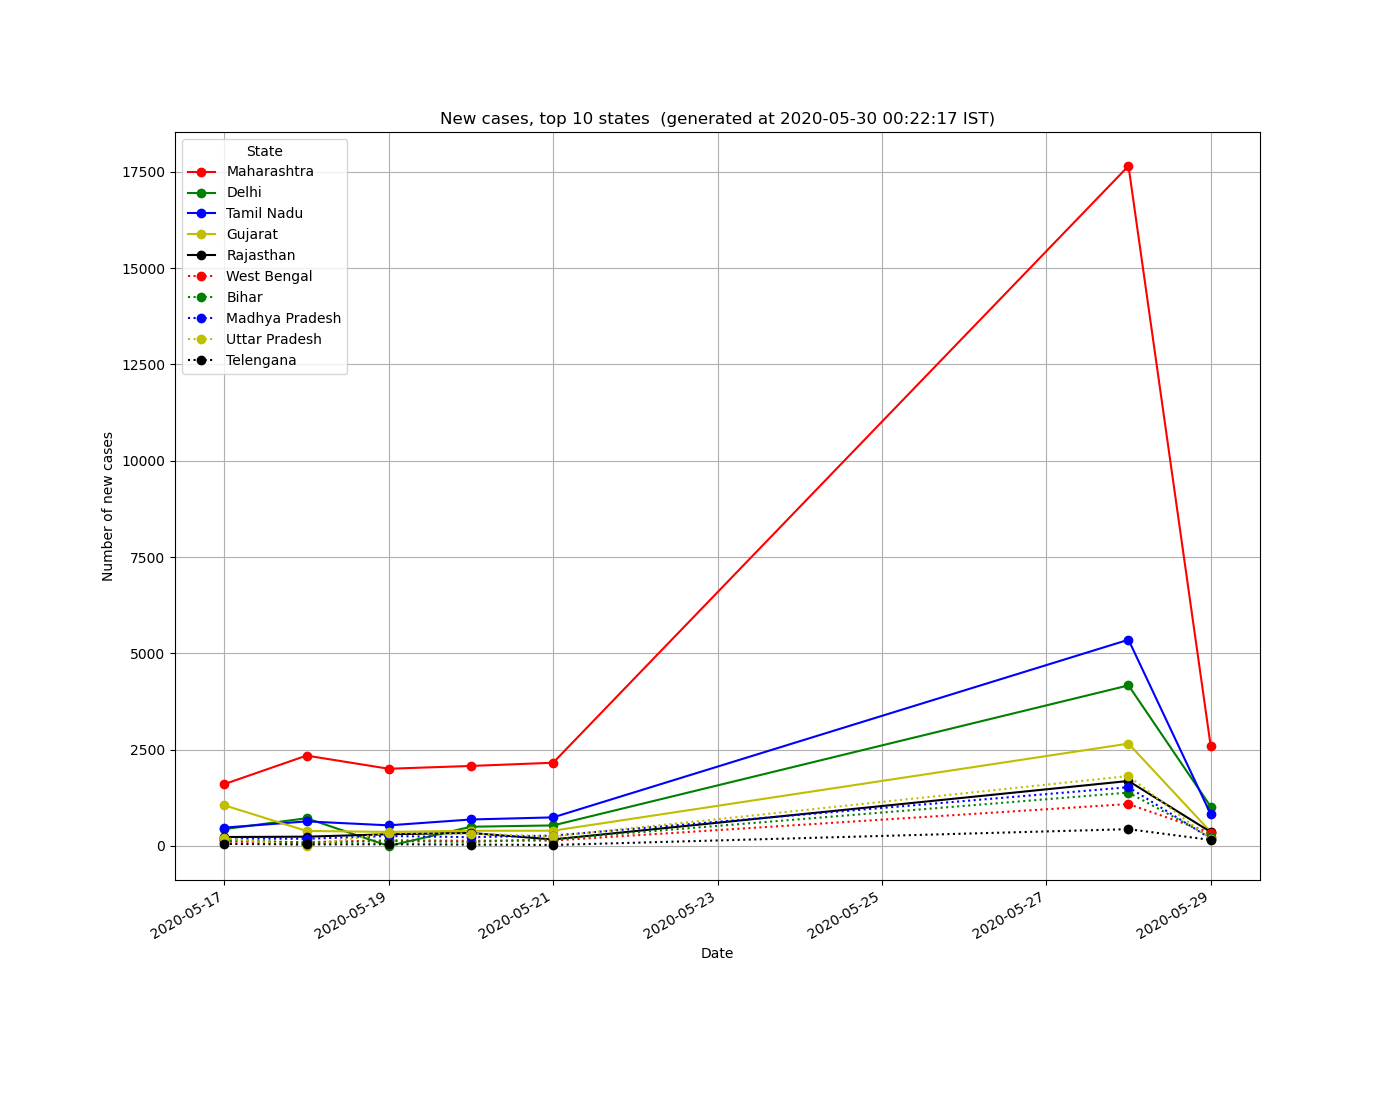 New cases, top 10 states  (generated at 2020-05-30 00:22:17 IST)
State
Maharashtra
Delhi
Tamil Nadu
Gujarat
Rajasthan
West Bengal
Bihar
Madhya Pradesh
Uttar Pradesh
Telengana
17500
15000
12500
10000
7500
5000
2500
0
Number of new cases
2020-05-17
2020-05-19
2020-05-21
2020-05-23
2020-05-25
2020-05-27
2020-05-29
Date